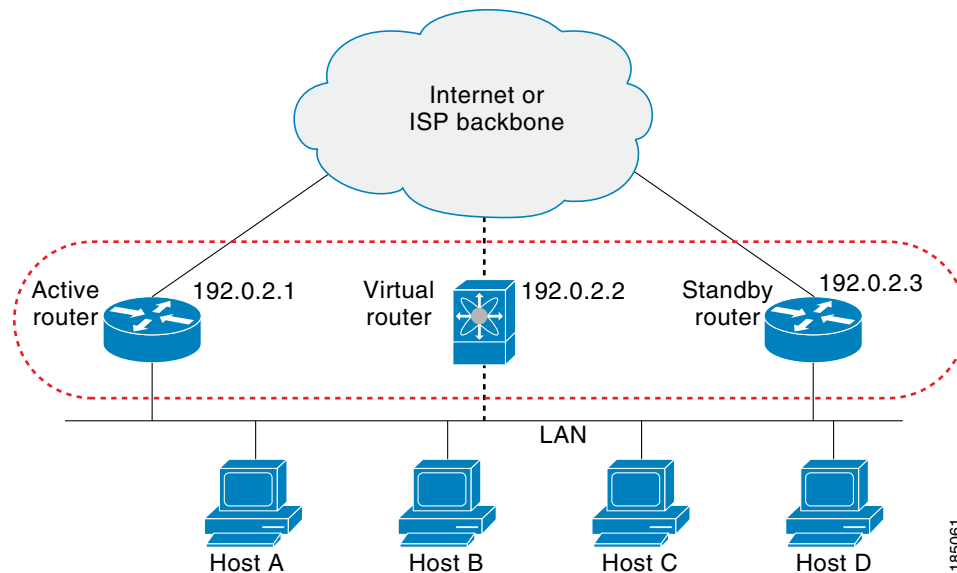 Internet or
ISP backbone
Active
router
192.0.2.1
Virtual
router
192.0.2.2
Standby
router
192.0.2.3
LAN
Host A
Host B
Host C
Host D
185061